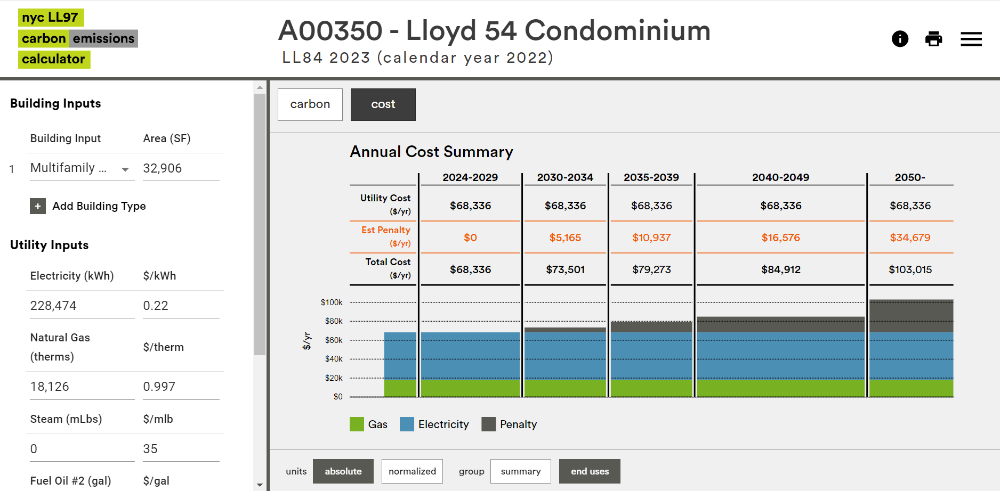 nyc LL97
carbon emissions
calculator
A00350 - Lloyd 54 Condominium
LL84 2023 (calendar year 2022)
Building Inputs
Building Input Area (SF)
1 Multifamily ... 32,906
+ Add Building Type
Utility Inputs
Electricity (kWh) $/kWh
228,474 0.22
Natural Gas
(therms) $/therm
18,126 0.997
Steam (mLbs) $/mlb
0 35
Fuel Oil #2 (gal) $/gal
carbon cost
Annual Cost Summary
2024-2029 2030-2034 2035-2039 2040-2049 2050-
Utility Cost
($/yr) $68,336 $68,336 $68,336 $68,336 $68,336
Est Penalty
($/yr) $0 $5,165 $10,937 $16,576 $34,679
Total Cost
($/yr) $68,336 $73,501 $79,273 $84,912 $103,015
$/yr
$100k
$80k
$60k
$40k
$20k
$0
Gas Electricity Penalty
units absolute normalized group summary end uses